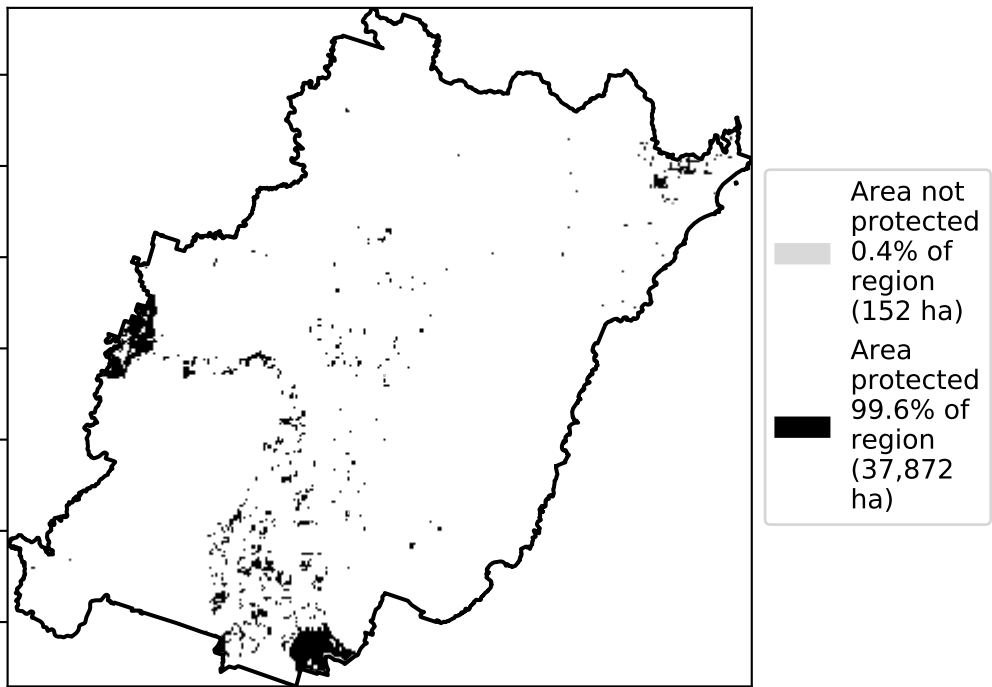 Area not
protected
0.4% of
region
(152 ha)
Area
protected
99.6% of
region
(37,872
ha)